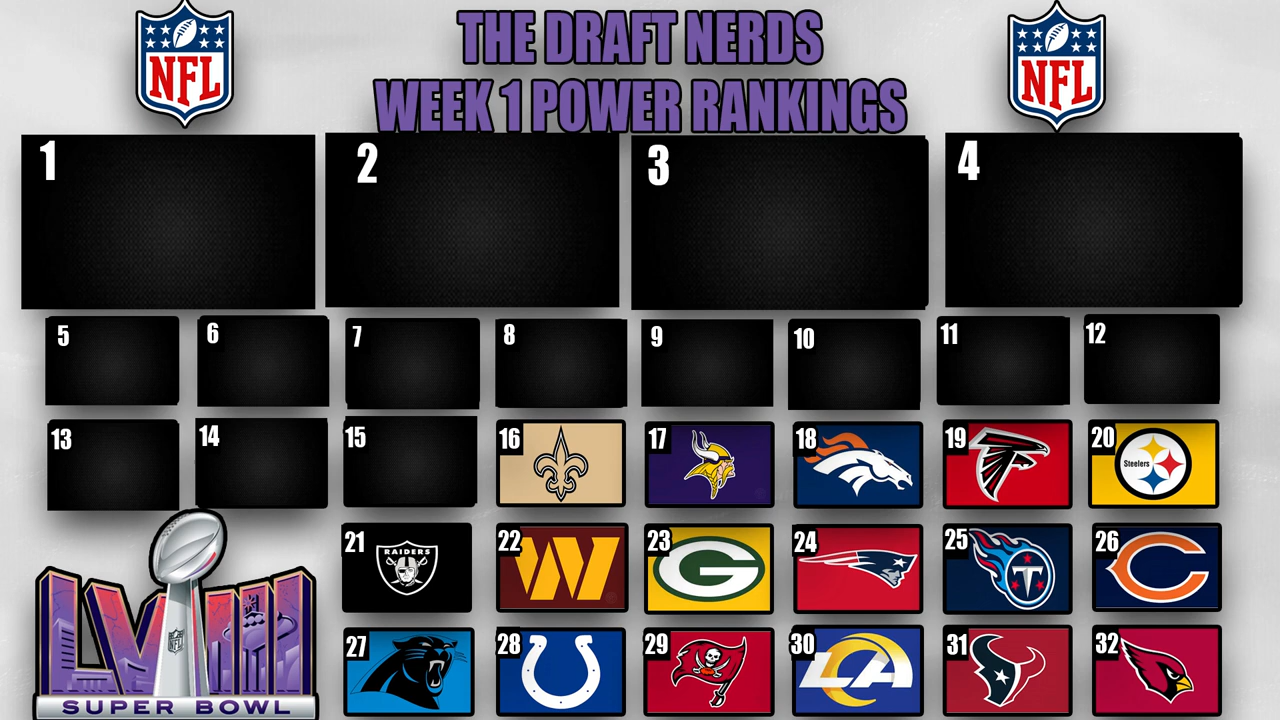 NFL
THE DRAFT NERDS
WEEK 1 POWER RANKINGS
NFL
1
2
3
4
5
6
7
8
9
10
11
12
13
14
15
16
17
18
19
20
Steelers
21
RAIDERS
22
W
23
G
24
25
T
26
C
27
28
29
30
LA
31
32
LVIII
NFL
SUPER BOWL